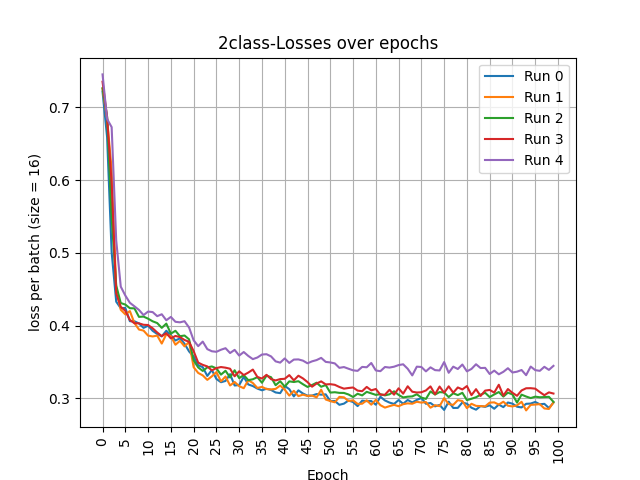 2class-Losses over epochs
loss per batch (size = 16)
0.7
0.6
0.5
0.4
0.3
Run 0
Run 1
Run 2
Run 3
Run 4
0 5 10 15 20 25 30 35 40 45 50 55 60 65 70 75 80 85 90 95 100
Epoch